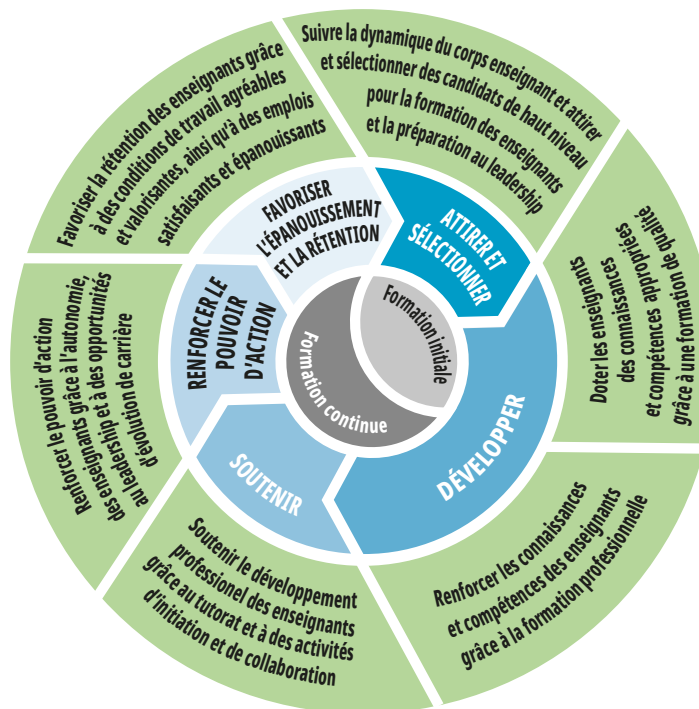 Suivre la dynamique du corps enseignant et attirer
et sélectionner des candidats de haut niveau
pour la formation des enseignants
et la préparation au leadership
Doter les enseignants
des connaissances
et compétences appropriées
grâce à une formation de qualité
Renforcer les connaissances
et compétences des enseignants
grâce à la formation professionnelle
Soutenir le développement
professionel des enseignants
grâce au tutorat et à des activités
d'initiation et de collaboration
Renforcer le pouvoir d'action
des enseignants grâce à l'autonomie,
au leadership et à des opportunités
d'évolution de carrière
Favoriser la rétention des enseignants grâce
à des conditions de travail agréables
et valorisantes, ainsi qu'à des emplois
satisfaisants et épanouissants
ATTIRER ET
SÉLECTIONNER
DÉVELOPPER
SOUTENIR
RENFORCER LE
POUVOIR
D'ACTION
FAVORISER
L'ÉPANOUISSEMENT
ET LA RÉTENTION
Formation initiale
Formation continue